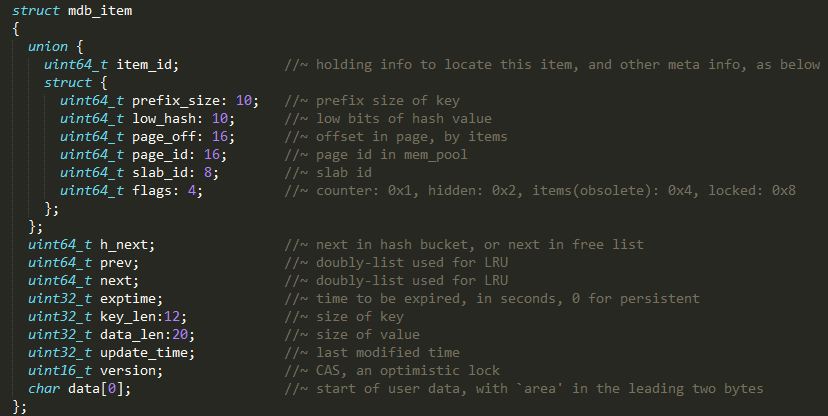 struct mdb_item
{
  union {
    uint64_t item_id;             //~ holding info to locate this item, and other meta info, as below
    struct {
      uint64_t prefix_size: 10;   //~ prefix size of key
      uint64_t low_hash: 10;      //~ low bits of hash value
      uint64_t page_off: 16;      //~ offset in page, by items
      uint64_t page_id: 16;       //~ page id in mem_pool
      uint64_t slab_id: 8;        //~ slab id
      uint64_t flags: 4;          //~ counter: 0x1, hidden: 0x2, items(obsolete): 0x4, locked: 0x8
    };
  };
  uint64_t h_next;                //~ next in hash bucket, or next in free list
  uint64_t prev;                  //~ doubly-list used for LRU
  uint64_t next;                  //~ doubly-list used for LRU
  uint32_t exptime;               //~ time to be expired, in seconds, 0 for persistent
  uint32_t key_len:12;            //~ size of key
  uint32_t data_len:20;           //~ size of value
  uint32_t update_time;           //~ last modified time
  uint16_t version;               //~ CAS, an optimistic lock
  char data[0];                   //~ start of user data, with `area' in the leading two bytes
};